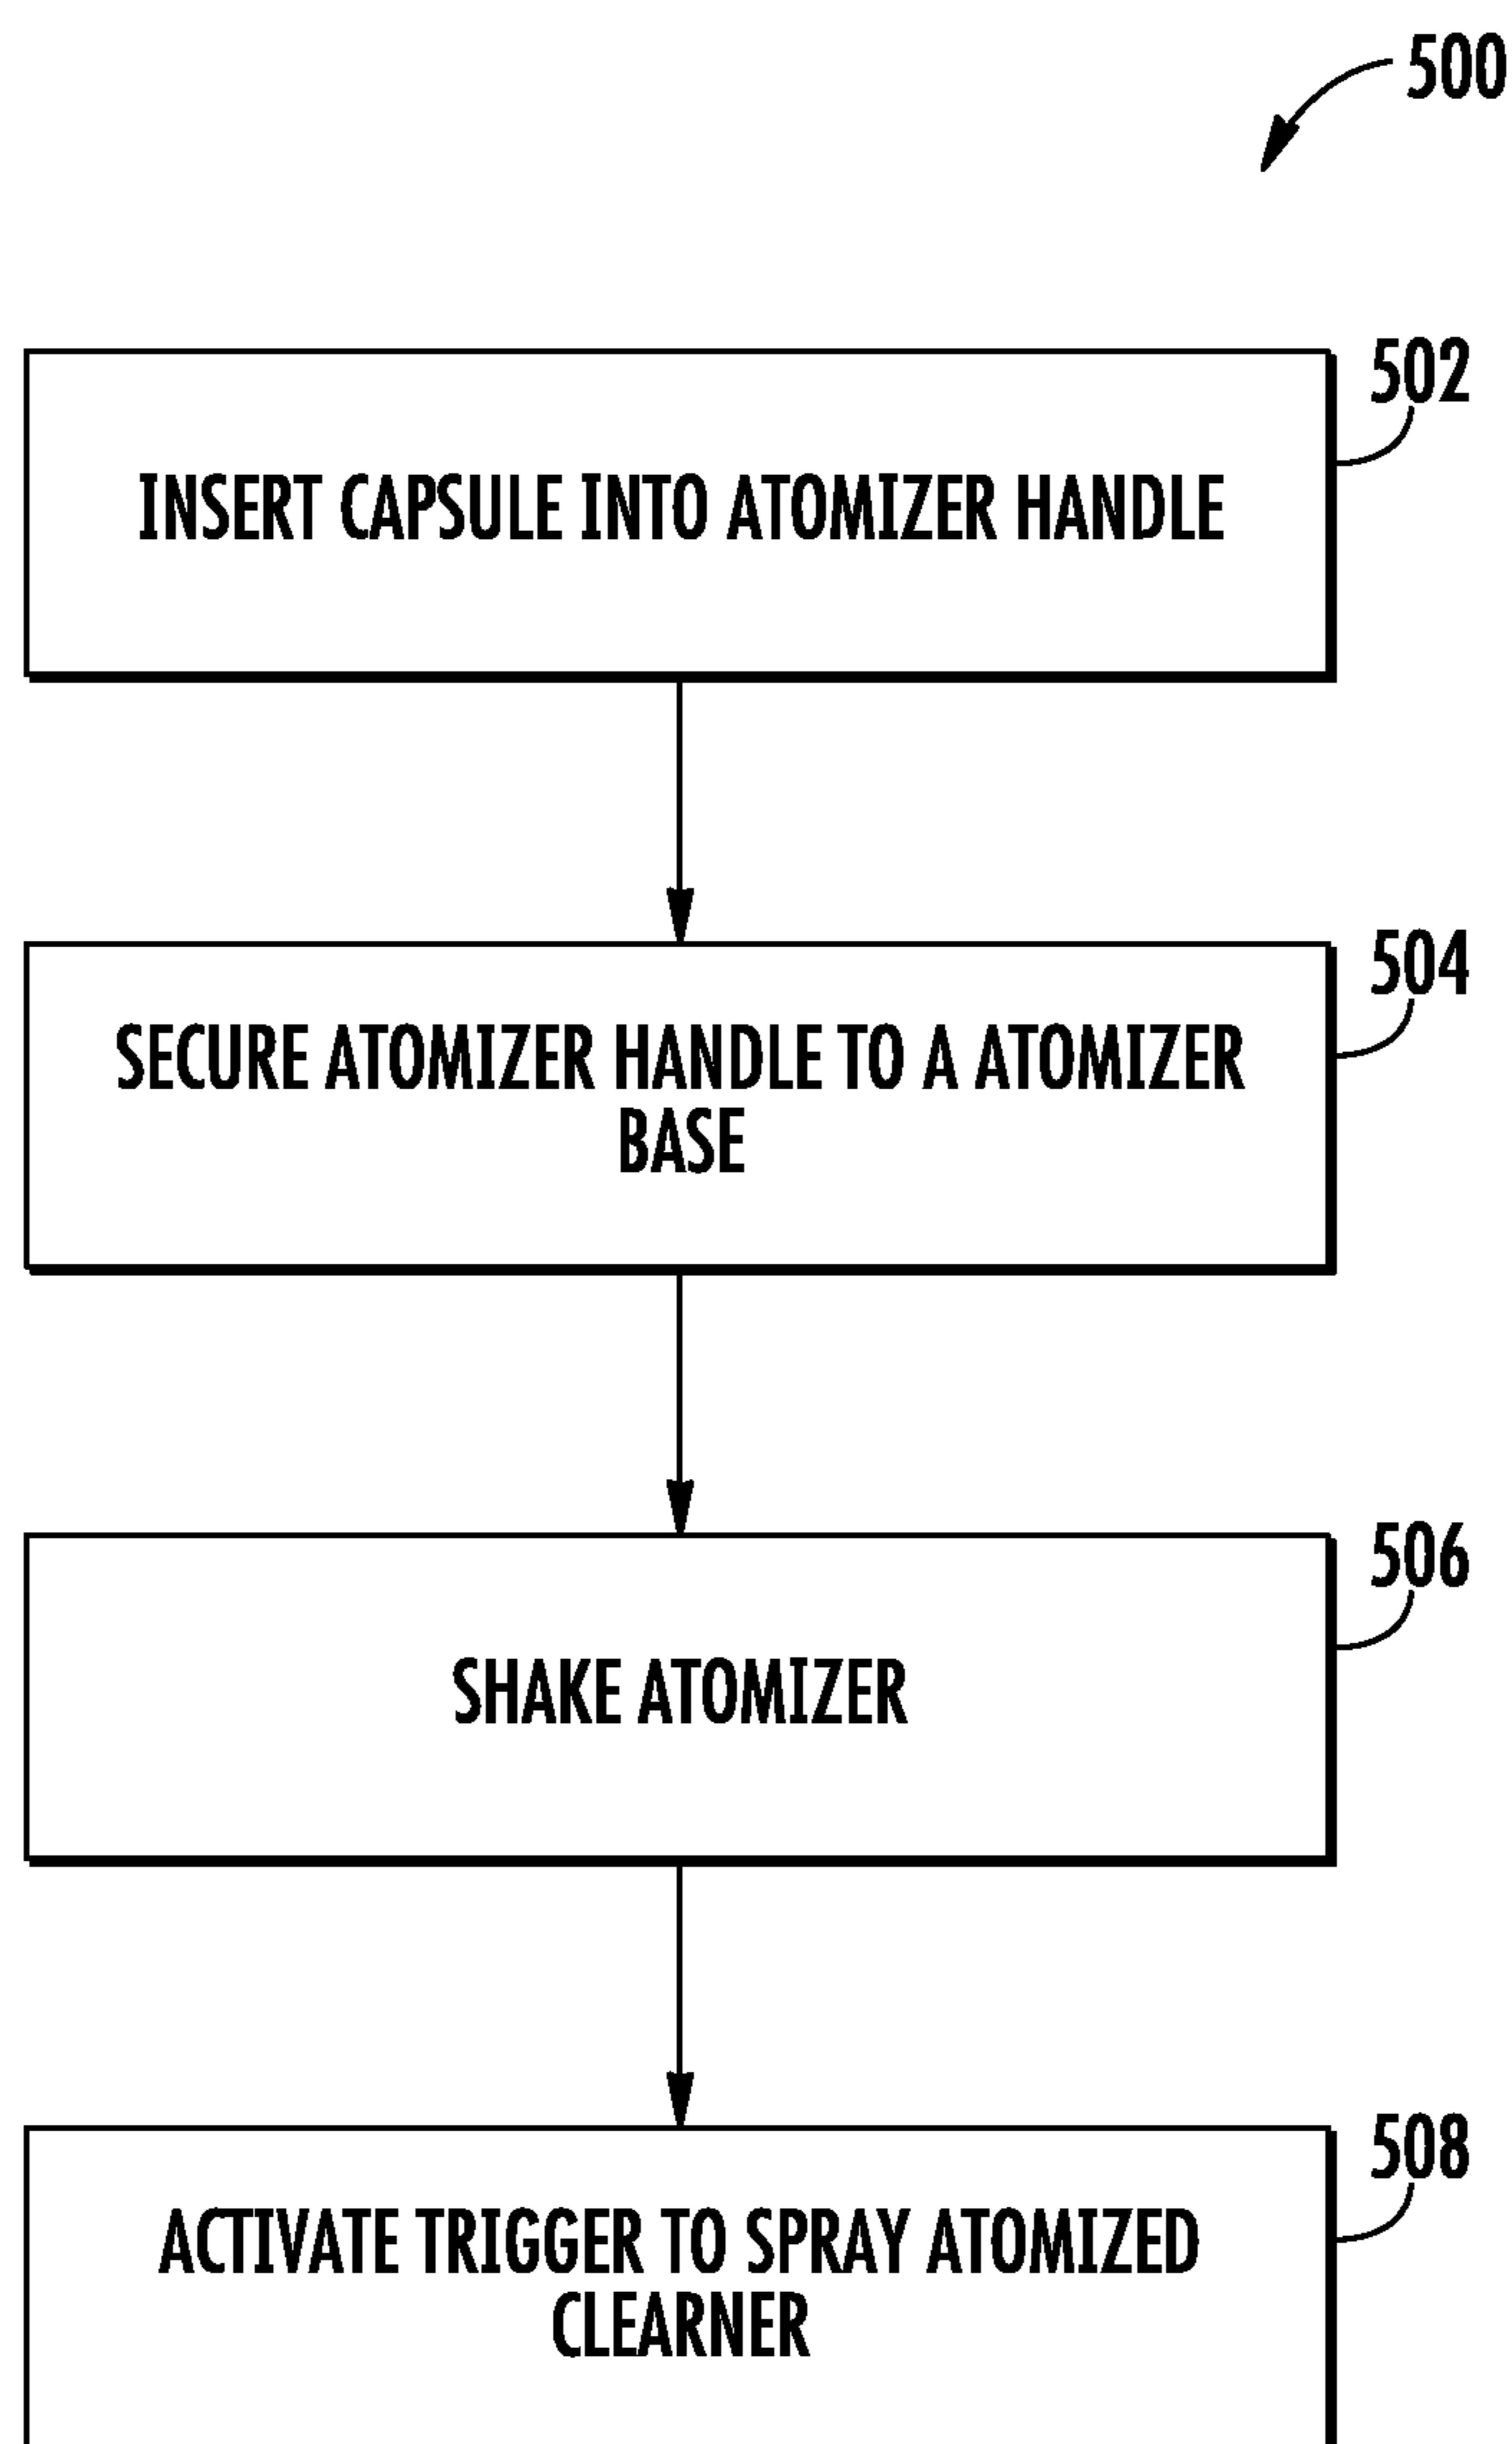 500
502
INSERT CAPSULE INTO ATOMIZER HANDLE
504
SECURE ATOMIZER HANDLE TO A ATOMIZER
BASE
506
SHAKE ATOMIZER
508
ACTIVATE TRIGGER TO SPRAY ATOMIZED
CLEARNER